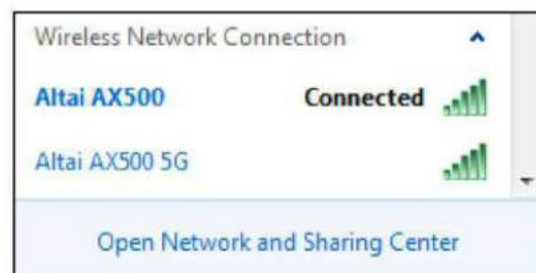 Wireless Network Connection
Altai AX500 Connected
Altai AX500 5G
Open Network and Sharing Center